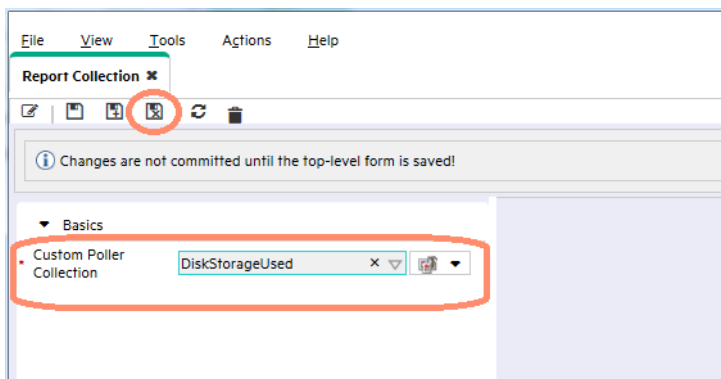 File View Tools Actions Help
Report Collection ✖
Changes are not committed until the top-level form is saved!
Basics
Custom Poller
Collection
DiskStorageUsed